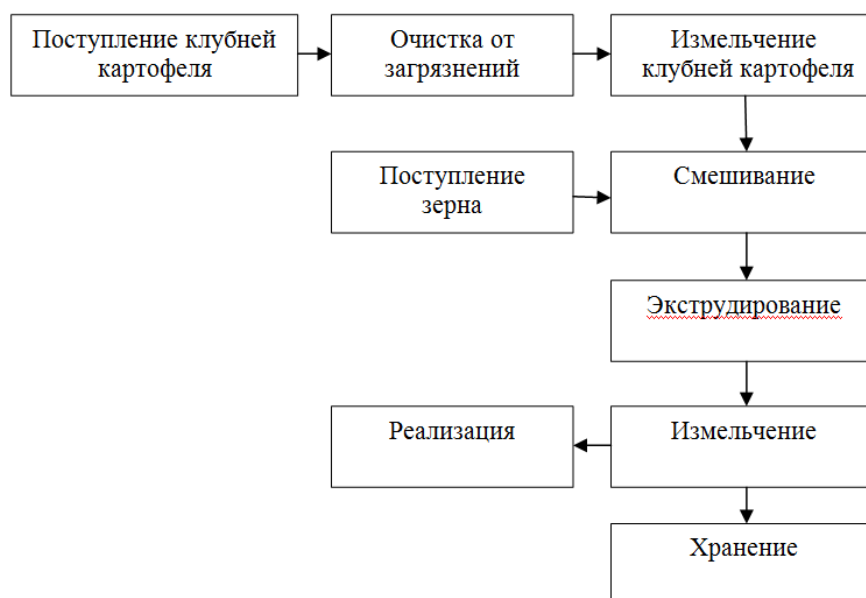 Поступление клубней
картофеля
Очистка от
загрязнений
Измельчение
клубней картофеля
Поступление
зерна
Смешивание
Экструдирование
Реализация
Измельчение
Хранение